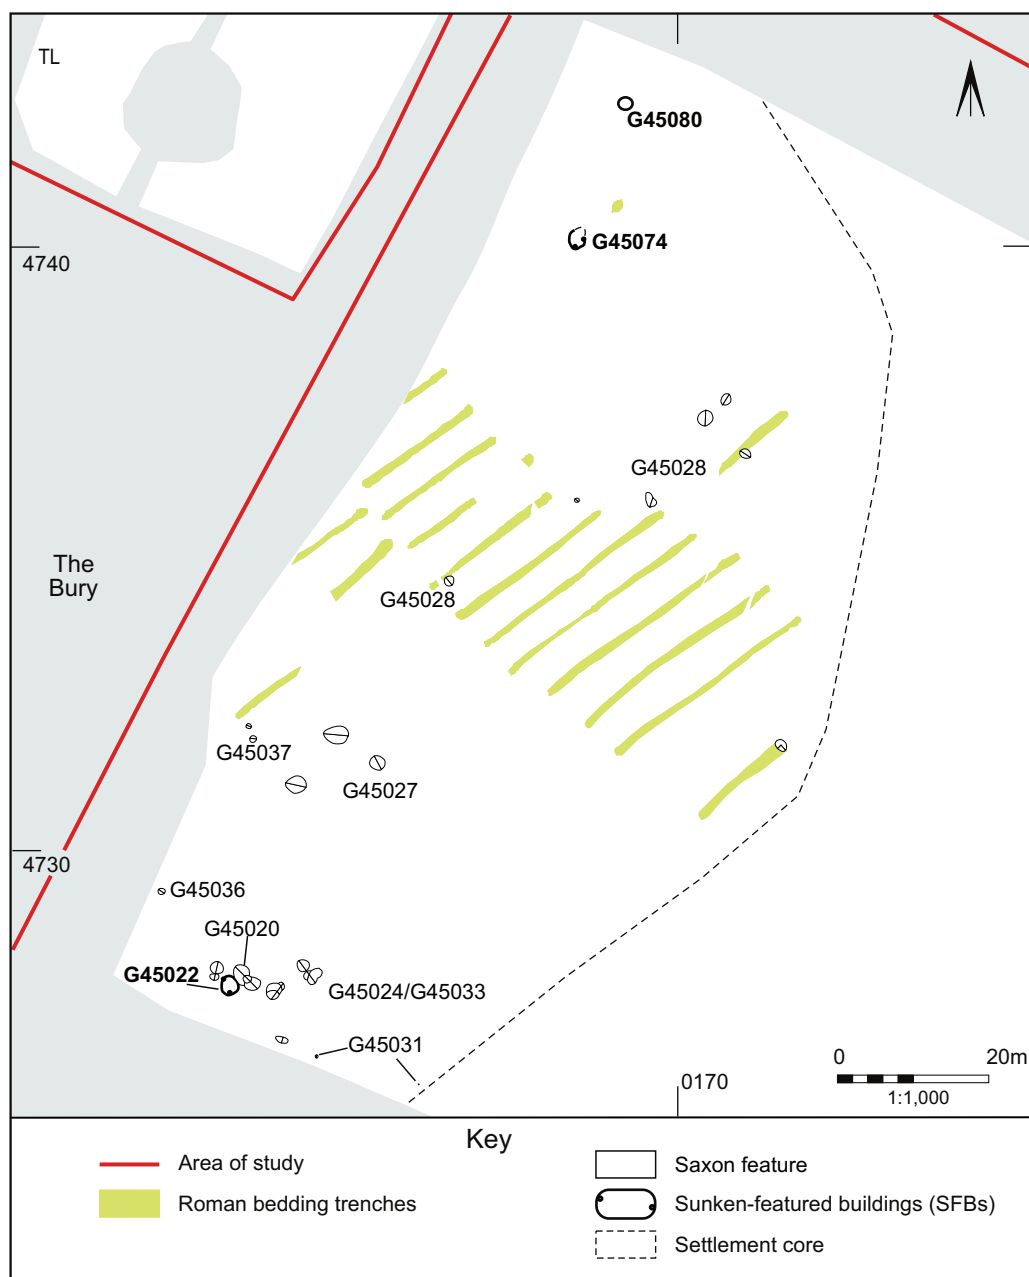 TL
G45080
G45074
4740
G45028
The
Bury
G45028
G45037
G45027
4730
G45036
G45020
G45022
G45024/G45033
G45031
0170
0 20m
1:1,000
Key
Area of study
Roman bedding trenches
Saxon feature
Sunken-featured buildings (SFBs)
Settlement core